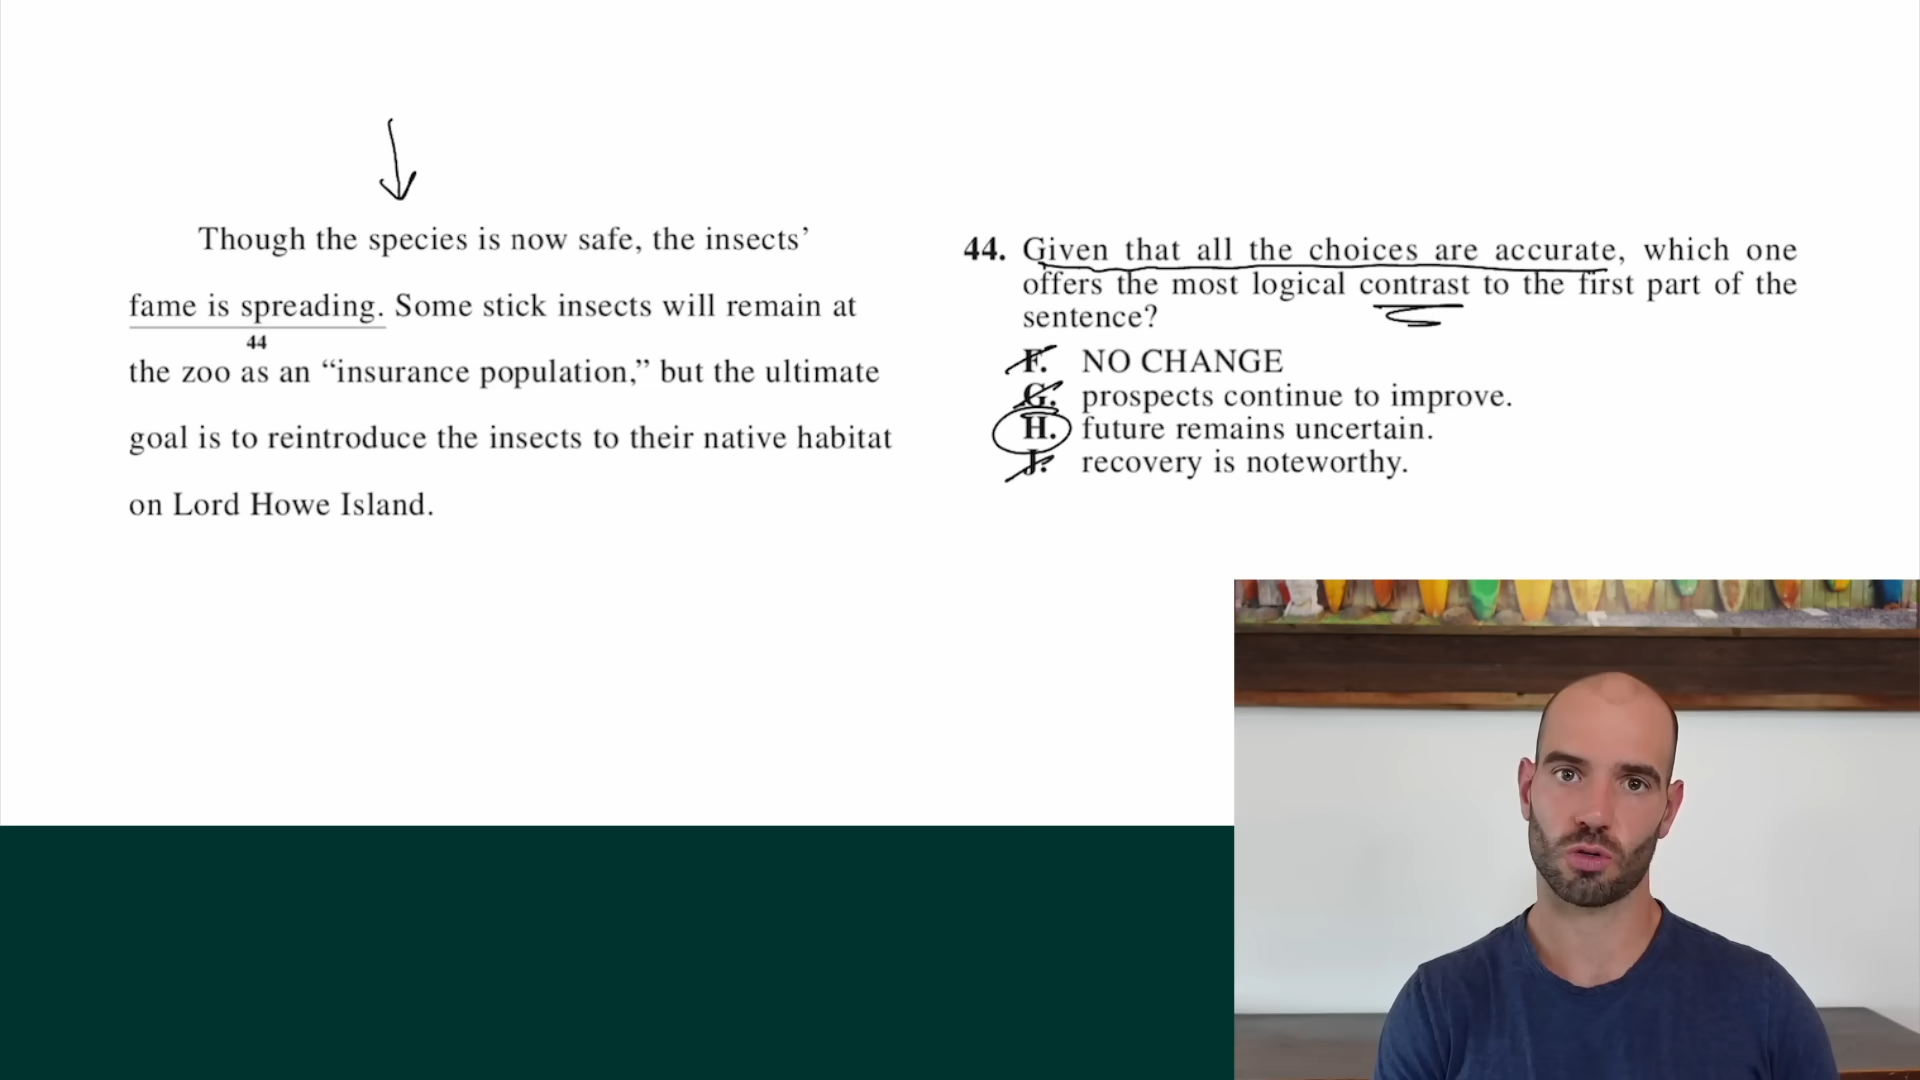 Though the species is now safe, the insects’
fame is spreading. Some stick insects will remain at
44
the zoo as an “insurance population,” but the ultimate
goal is to reintroduce the insects to their native habitat
on Lord Howe Island.
44. Given that all the choices are accurate, which one
offers the most logical contrast to the first part of the
sentence?
F. NO CHANGE
G. prospects continue to improve.
H. future remains uncertain.
J. recovery is noteworthy.